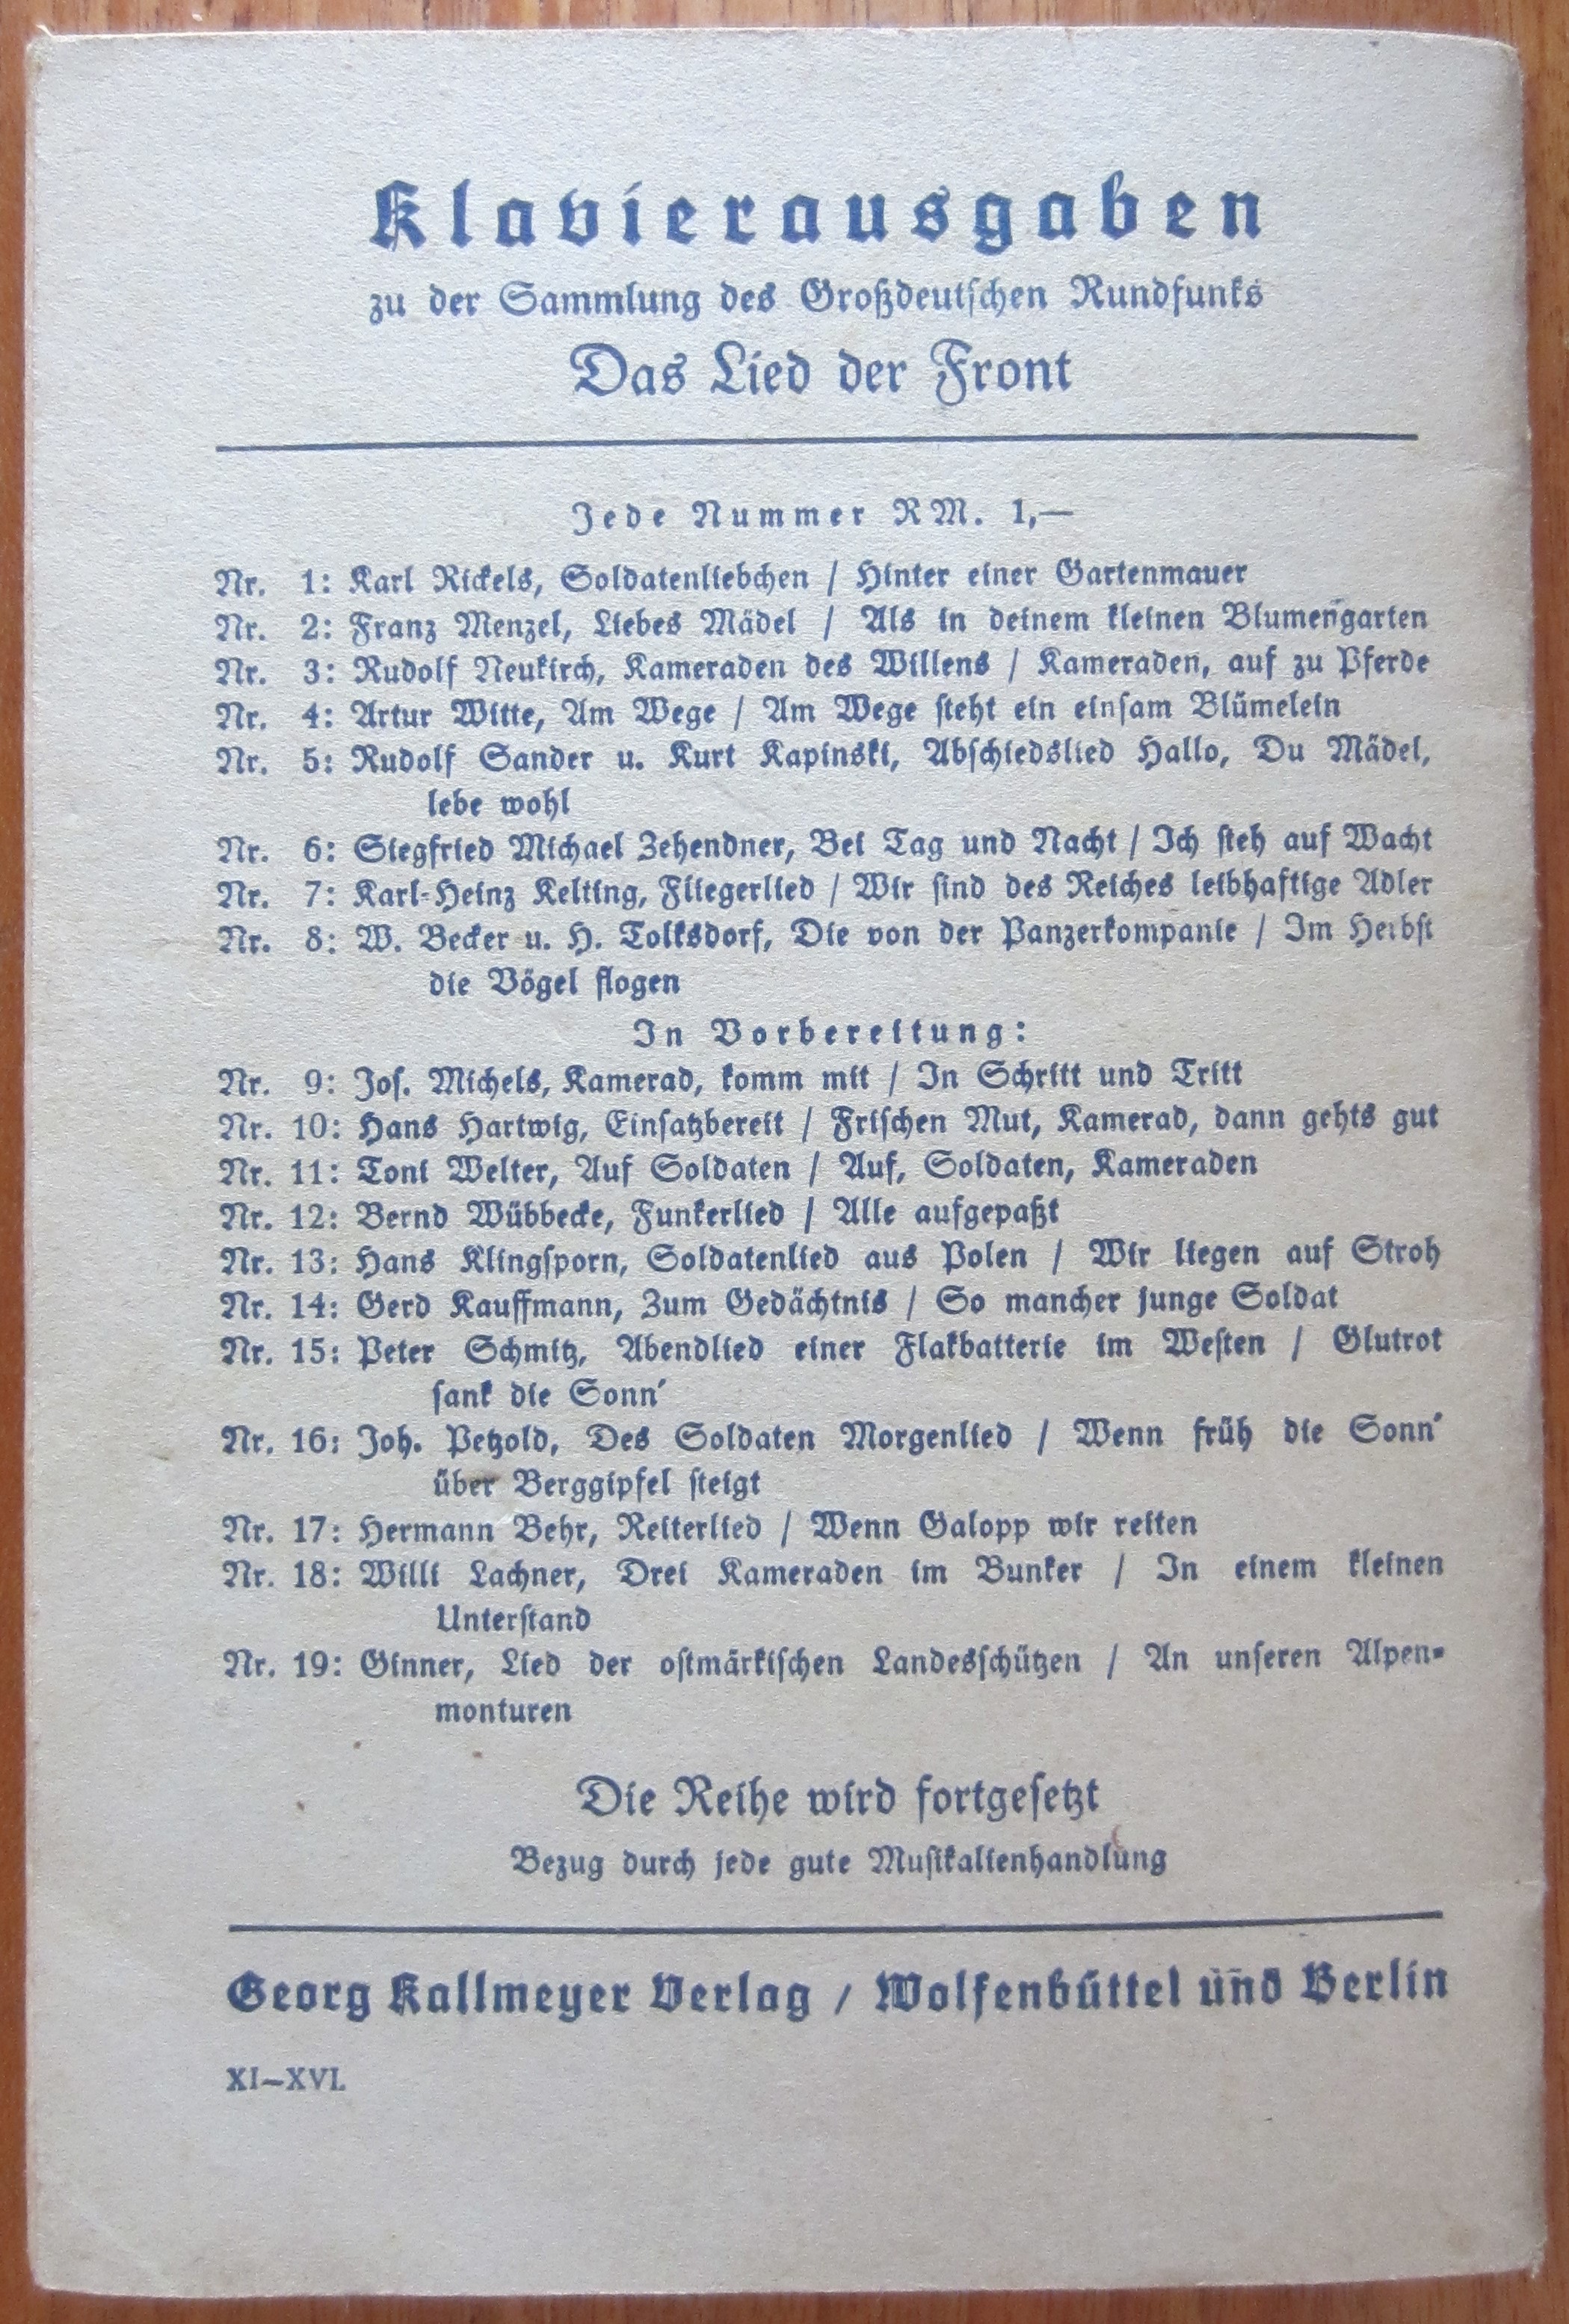 Klavierausgaben
zu der Sammlung des Großdeutschen Rundfunks
Das Lied der Front
Jede Nummer RM. 1,—
Nr. 1: Karl Rickels, Soldatenliebchen / Hinter einer Gartenmauer
Nr. 2: Franz Menzel, Liebes Mädel / Als in deinem kleinen Blumengarten
Nr. 3: Rudolf Neukirch, Kameraden des Willens / Kameraden, auf zu Pferde
Nr. 4: Artur Witte, Am Wege / Am Wege steht ein einsam Blümelein
Nr. 5: Rudolf Sander u. Kurt Kapinski, Abschiedslied Hallo, Du Mädel,
lebe wohl
Nr. 6: Siegfried Michael Zehendner, Bei Tag und Nacht / Ich steh auf Wacht
Nr. 7: Karl-Heinz Kelting, Fliegerlied / Wir sind des Reiches leibhaftige Adler
Nr. 8: W. Becker u. H. Tolksdorf, Die von der Panzerkompanie / Im Herbst
die Vögel flogen
In Vorbereitung:
Nr. 9: Jos. Michels, Kamerad, komm mit / In Schritt und Tritt
Nr. 10: Hans Hartwig, Einsatzbereit / Frischen Mut, Kamerad, dann gehts gut
Nr. 11: Toni Welter, Auf Soldaten / Auf, Soldaten, Kameraden
Nr. 12: Bernd Wübbecke, Funkerlied / Alle aufgepaßt
Nr. 13: Hans Klingsporn, Soldatenlied aus Polen / Wir liegen auf Stroh
Nr. 14: Gerd Kauffmann, Zum Gedächtnis / So mancher junge Soldat
Nr. 15: Peter Schmitz, Abendlied einer Flakbatterie im Westen / Glutrot
sank die Sonn'
Nr. 16: Joh. Petzold, Des Soldaten Morgenlied / Wenn früh die Sonn'
über Berggipfel steigt
Nr. 17: Hermann Behr, Reiterlied / Wenn Galopp wir reiten
Nr. 18: Willi Lachner, Drei Kameraden im Bunker / In einem kleinen
Unterstand
Nr. 19: Ginner, Lied der ostmärkischen Landesschützen / An unseren Alpen-
monturen
Die Reihe wird fortgesetzt
Bezug durch jede gute Musikalienhandlung
Georg Kallmeyer Verlag / Wolfenbüttel und Berlin
XI–XVI.